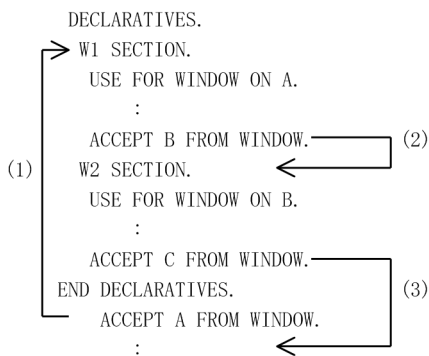 DECLARATIVES.
W1 SECTION.
USE FOR WINDOW ON A.
:
ACCEPT B FROM WINDOW.
(2)
(1)
W2 SECTION.
USE FOR WINDOW ON B.
:
ACCEPT C FROM WINDOW.
END DECLARATIVES.
(3)
ACCEPT A FROM WINDOW.
: